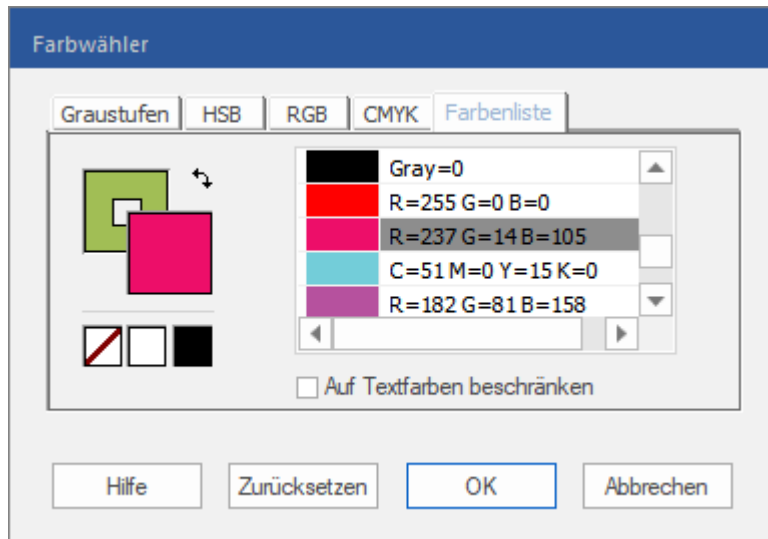 Farbwähler
Graustufen HSB RGB CMYK Farbenliste
Gray=0
R=255 G=0 B=0
R=237 G=14 B=105
C=51 M=0 Y=15 K=0
R=182 G=81 B=158
Auf Textfarben beschränken
Hilfe Zurücksetzen OK Abbrechen